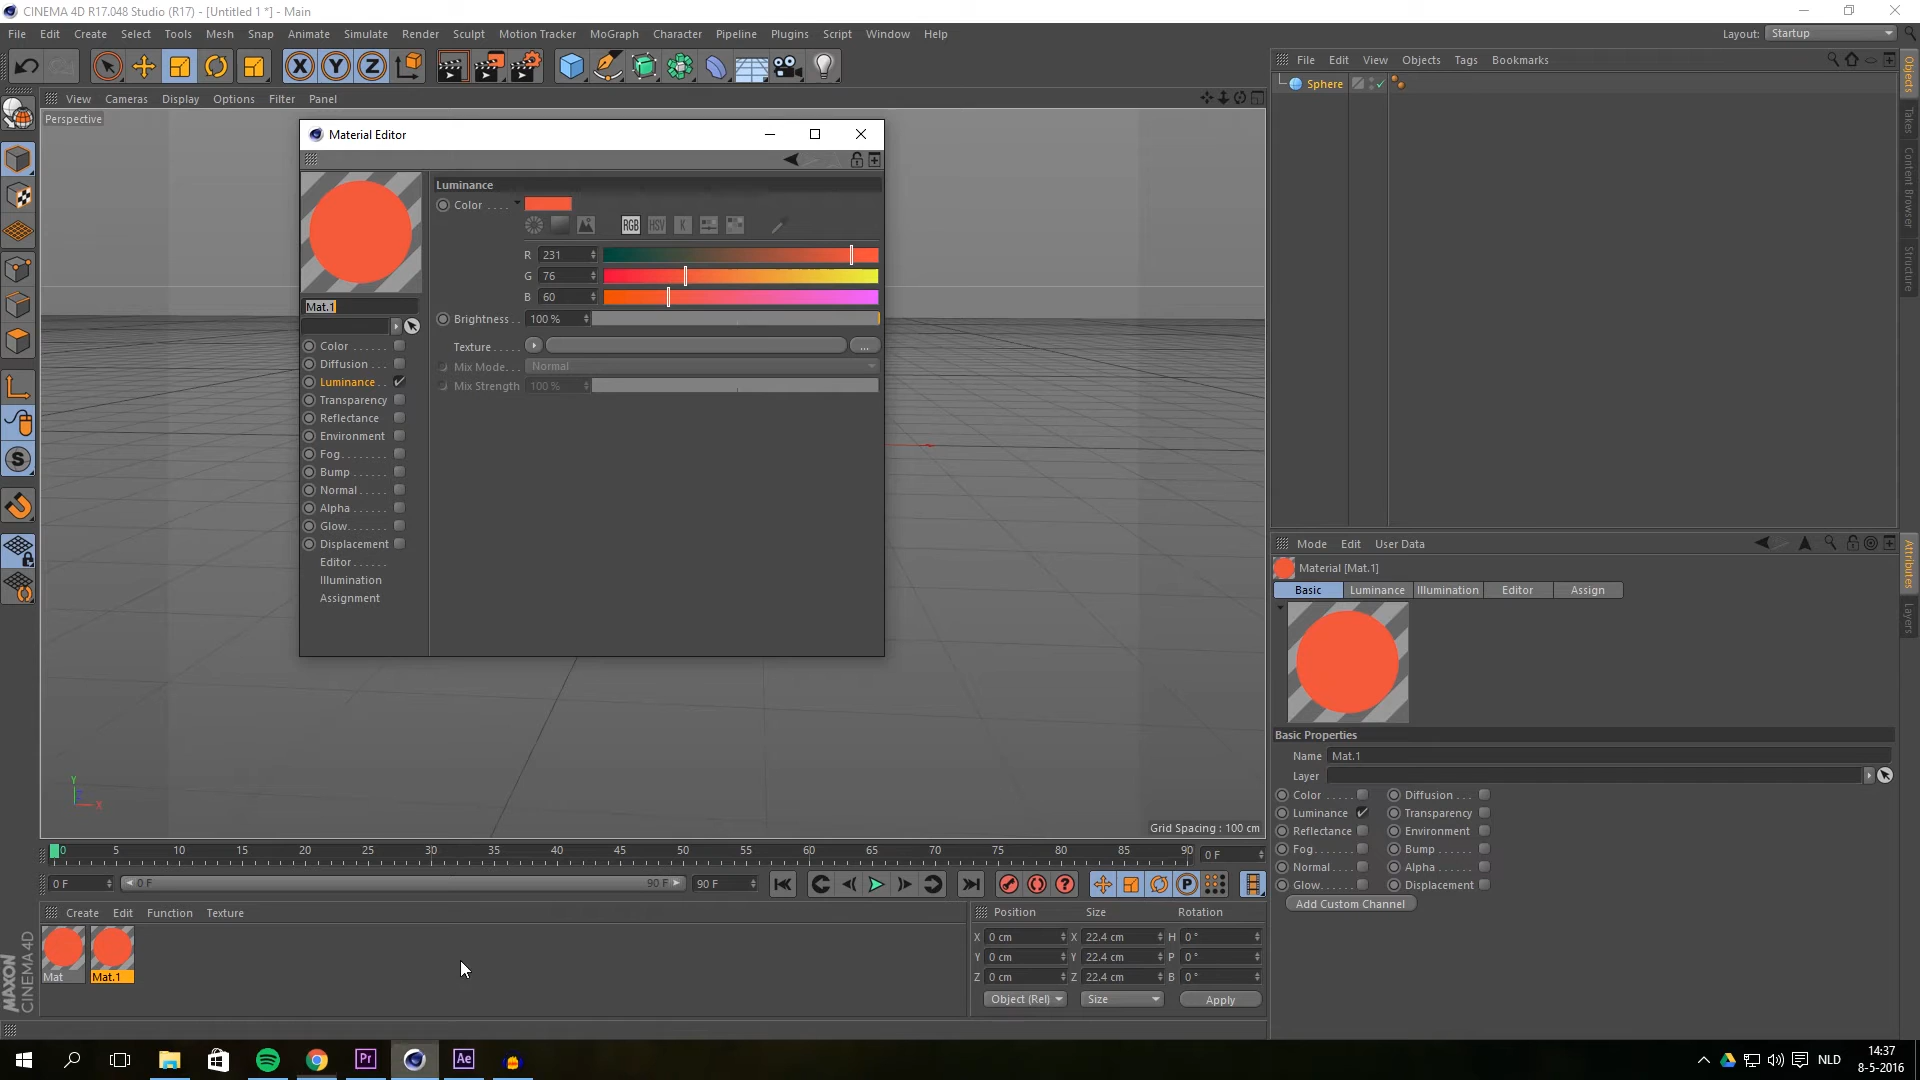 CINEMA 4D R17.048 Studio (R17) - [Untitled 1 *] - Main
File Edit Create Select Tools Mesh Snap Animate Simulate Render Sculpt Motion Tracker MoGraph Character Pipeline Plugins Script Window Help Layout: Startup
X Y Z
File Edit View Objects Tags Bookmarks
Sphere
View Cameras Display Options Filter Panel
Perspective
Material Editor
Luminance
Color ....
RGB HSV K
R 231
G 76
B 60
Mat.1
Brightness .. 100 %
Texture .....
...
Mix Mode... Normal
Mix Strength 100 %
Color ......
Diffusion ...
Luminance ..
Transparency
Reflectance
Environment
Fog........
Bump ......
Normal .....
Alpha ......
Glow.......
Displacement
Editor ......
Illumination
Assignment
Y
X
Grid Spacing : 100 cm
0 5 10 15 20 25 30 35 40 45 50 55 60 65 70 75 80 85 90 0 F
0 F 0 F 90 F 90 F
P
Create Edit Function Texture
Mat Mat.1
MAXON
CINEMA 4D
Position Size Rotation
X 0 cm X 22.4 cm H 0 °
Y 0 cm Y 22.4 cm P 0 °
Z 0 cm Z 22.4 cm B 0 °
Object (Rel) Size Apply
Mode Edit User Data
Material [Mat.1]
Basic Luminance Illumination Editor Assign
Basic Properties
Name Mat.1
Layer
Color ..... Diffusion ...
Luminance Transparency
Reflectance Environment
Fog....... Bump ......
Normal..... Alpha ......
Glow...... Displacement
Add Custom Channel
Objects
Takes
Content Browser
Structure
Attributes
Layers
Pr Ae NLD
14:37
8-5-2016